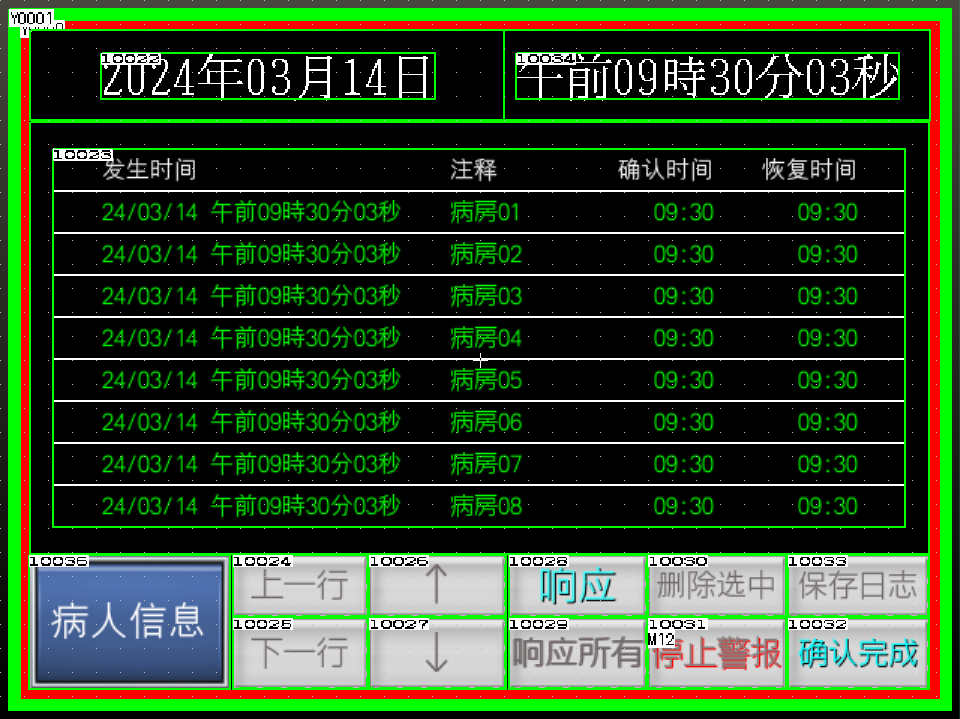 Y0001
Y0000
10022
2024年03月14日
10034
午前09時30分03秒
10023
发生时间 注释 确认时间 恢复时间
24/03/14 午前09時30分03秒 病房01 09:30 09:30
24/03/14 午前09時30分03秒 病房02 09:30 09:30
24/03/14 午前09時30分03秒 病房03 09:30 09:30
24/03/14 午前09時30分03秒 病房04 09:30 09:30
24/03/14 午前09時30分03秒 病房05 09:30 09:30
24/03/14 午前09時30分03秒 病房06 09:30 09:30
24/03/14 午前09時30分03秒 病房07 09:30 09:30
24/03/14 午前09時30分03秒 病房08 09:30 09:30
10035 10024 10026 10028 10030 10033
上一行 ↑ 响应 删除选中 保存日志
病人信息
10025 10027 10029 10031 10032
M12
下一行 ↓ 响应所有 停止警报 确认完成